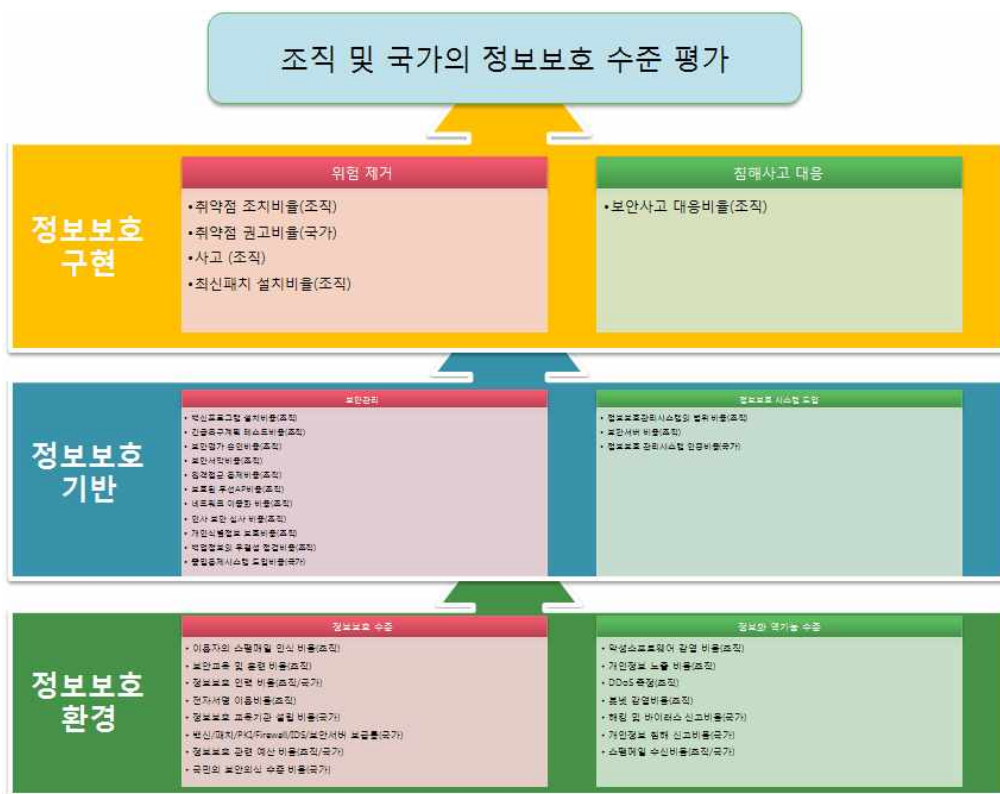 조직 및 국가의 정보보호 수준 평가
정보보호
구현
위험 제거
•취약점 조치비율(조직)
•취약점 권고비율(국가)
•사고 (조직)
•최신패치 설치비율(조직)
침해사고 대응
•보안사고 대응비율(조직)
정보보호
기반
보안관리
• 백신프로그램 설치비율(조직)
• 긴급복구계획 테스트비율(조직)
• 보안평가 승인비율(조직)
• 보안서약비율(조직)
• 원격접근 통제비율(조직)
• 보호된 무선AP비율(조직)
• 네트워크 이중화 비율(조직)
• 인사 보안 심사 비율(조직)
• 개인식별정보 보호비율(조직)
• 백업정보의 무결성 점검비율(조직)
• 출입통제시스템 도입비율(국가)
정보보호 시스템 도입
• 정보보호관리시스템의 범위 비율(조직)
• 보안서버 비율(조직)
• 정보보호 관리시스템 인증비율(국가)
정보보호
환경
정보보호 수준
• 이용자의 스팸메일 인식 비율(조직)
• 보안교육 및 훈련 비율(조직)
• 정보보호 인력 비율(조직/국가)
• 전자서명 이용비율(조직)
• 정보보호 교육기관 설립 비율(국가)
• 백신/패치/PKI/Firewall/IDS/보안서버 보급률(국가)
• 정보보호 관련 예산 비율(조직/국가)
• 국민의 보안의식 수준 비율(국가)
정보화 역기능 수준
• 악성소프트웨어 감염 비율(조직)
• 개인정보 노출 비율(조직)
• DDoS 측정(조직)
• 봇넷 감염비율(조직)
• 해킹 및 바이러스 신고비율(국가)
• 개인정보 침해 신고비율(국가)
• 스팸메일 수신비율(조직/국가)